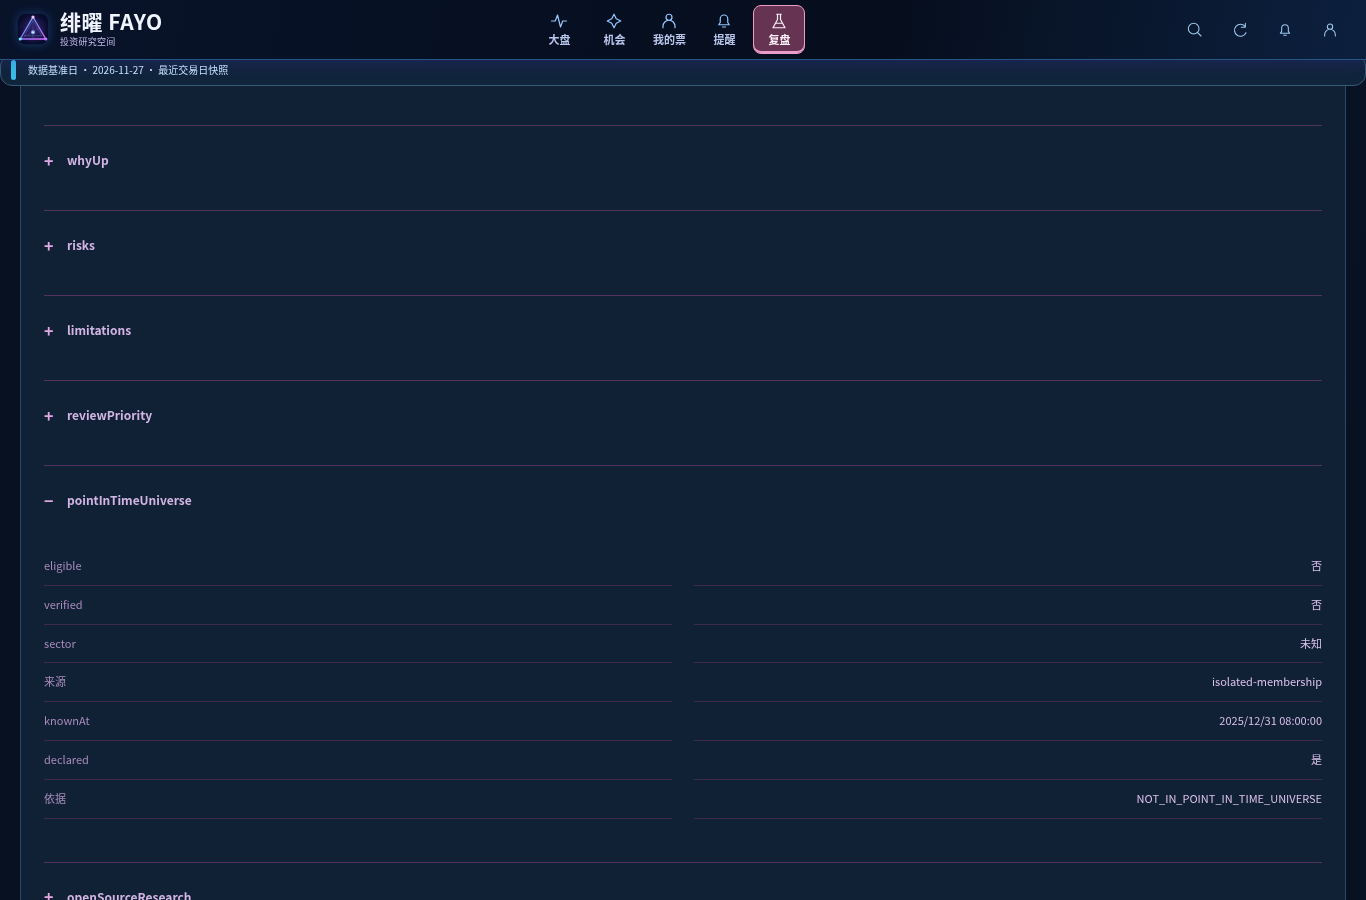 绯曜 FAYO
投资研究空间
大盘
机会
我的票
提醒
复盘
数据基准日 · 2026-11-27 · 最近交易日快照
+ whyUp
+ risks
+ limitations
+ reviewPriority
− pointInTimeUniverse
eligible 否
verified 否
sector 未知
来源 isolated-membership
knownAt 2025/12/31 08:00:00
declared 是
依据 NOT_IN_POINT_IN_TIME_UNIVERSE
+ openSourceResearch